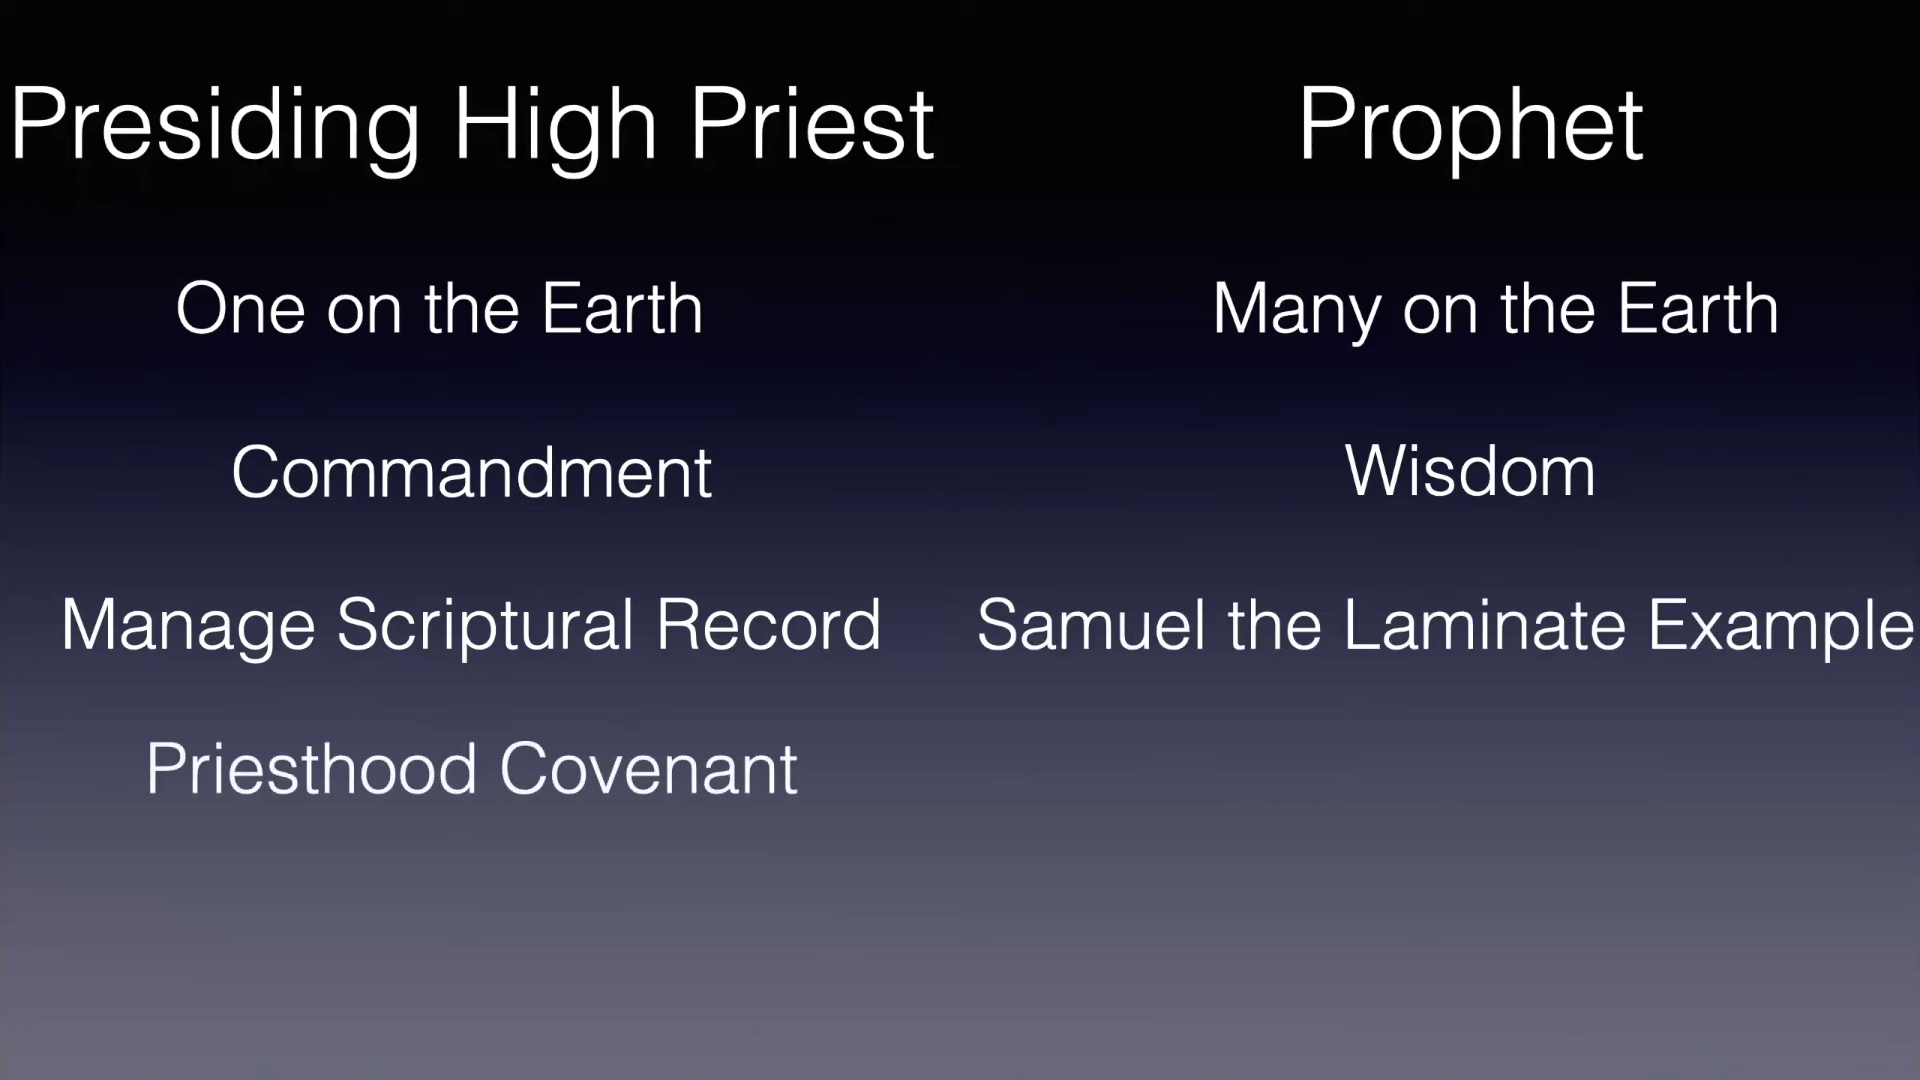 Presiding High Priest
Prophet
One on the Earth
Many on the Earth
Commandment
Wisdom
Manage Scriptural Record
Samuel the Laminate Example
Priesthood Covenant